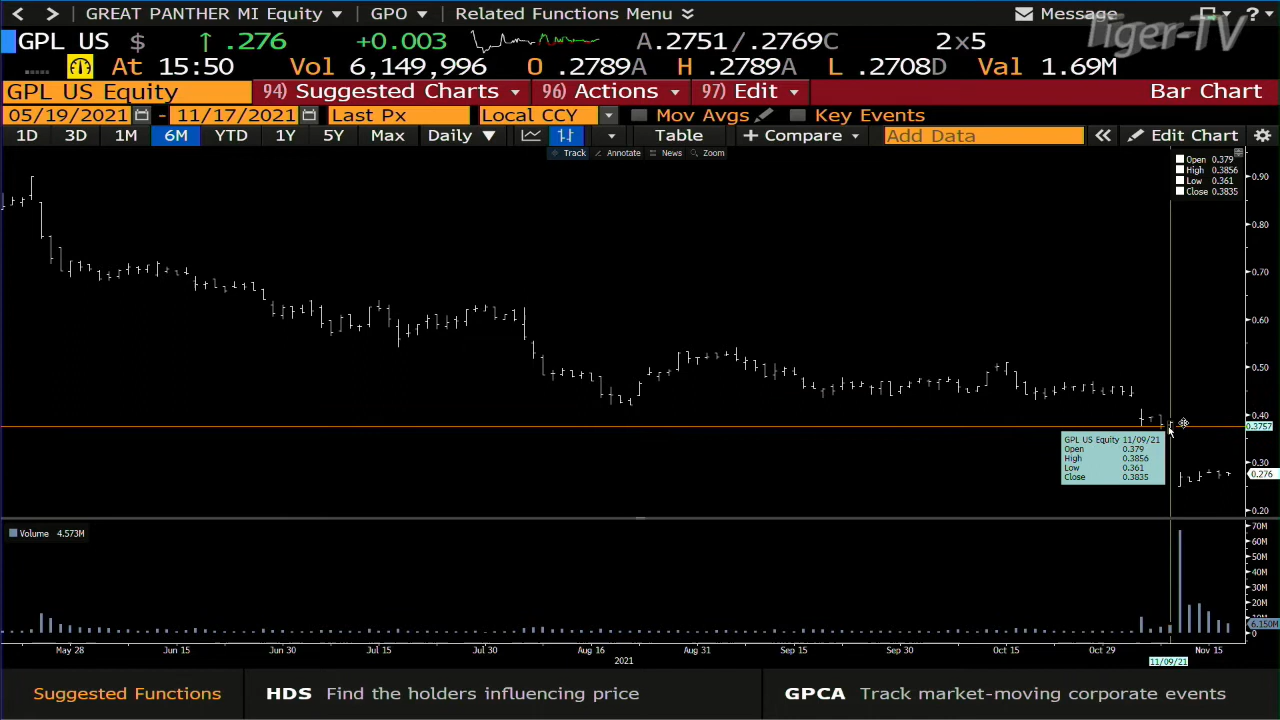 < > GREAT PANTHER MI Equity GPO Related Functions Menu Message ?
Tiger-TV
GPL US $ ↑ .276 +0.003 A.2751/.2769C 2x5
At 15:50 Vol 6,149,996 O .2789A H .2789A L .2708D Val 1.69M
GPL US Equity 94) Suggested Charts 96) Actions 97) Edit Bar Chart
05/19/2021 - 11/17/2021 Last Px Local CCY Mov Avgs Key Events
1D 3D 1M 6M YTD 1Y 5Y Max Daily ▼ Table + Compare Add Data « Edit Chart
Track Annotate News Zoom
Open 0.379
High 0.3856
Low 0.361
Close 0.3835
0.90
0.80
0.70
0.60
0.50
0.40
0.3757
0.30
0.276
0.20
GPL US Equity 11/09/21
Open 0.379
High 0.3856
Low 0.361
Close 0.3835
Volume 4.573M
70M
60M
50M
40M
30M
20M
6.150M
0
May 28 Jun 15 Jun 30 Jul 15 Jul 30 Aug 16 Aug 31 Sep 15 Sep 30 Oct 15 Oct 29 Nov 15
2021 11/09/21
Suggested Functions HDS Find the holders influencing price GPCA Track market-moving corporate events